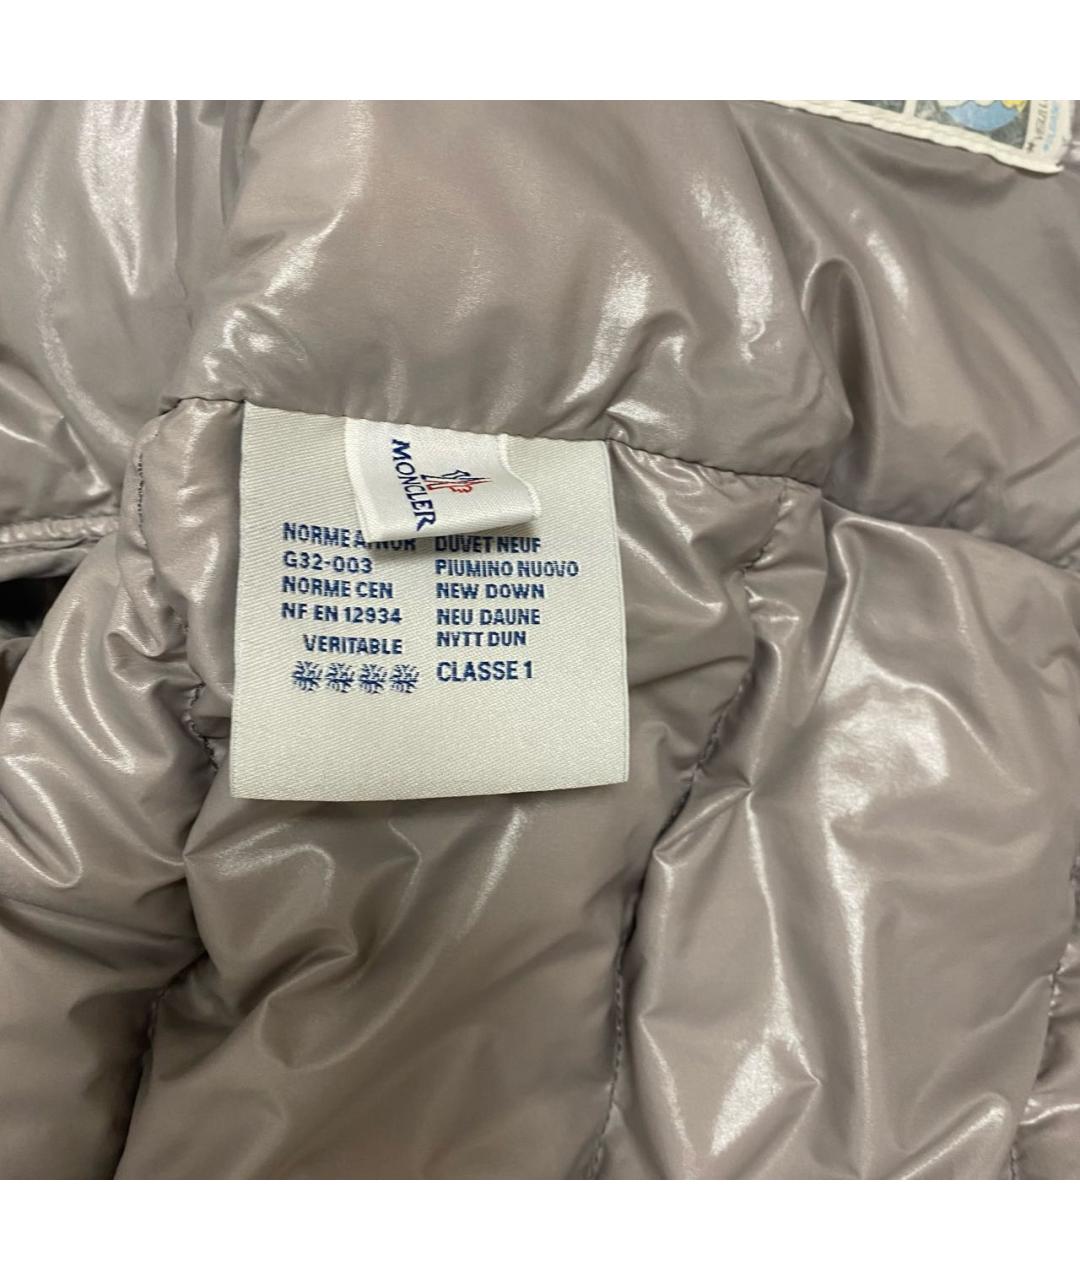 MONCLER
NORME AFNOR
G32-003
NORME CEN
NF EN 12934
VERITABLE
DUVET NEUF
PIUMINO NUOVO
NEW DOWN
NEU DAUNE
NYTT DUN
CLASSE 1